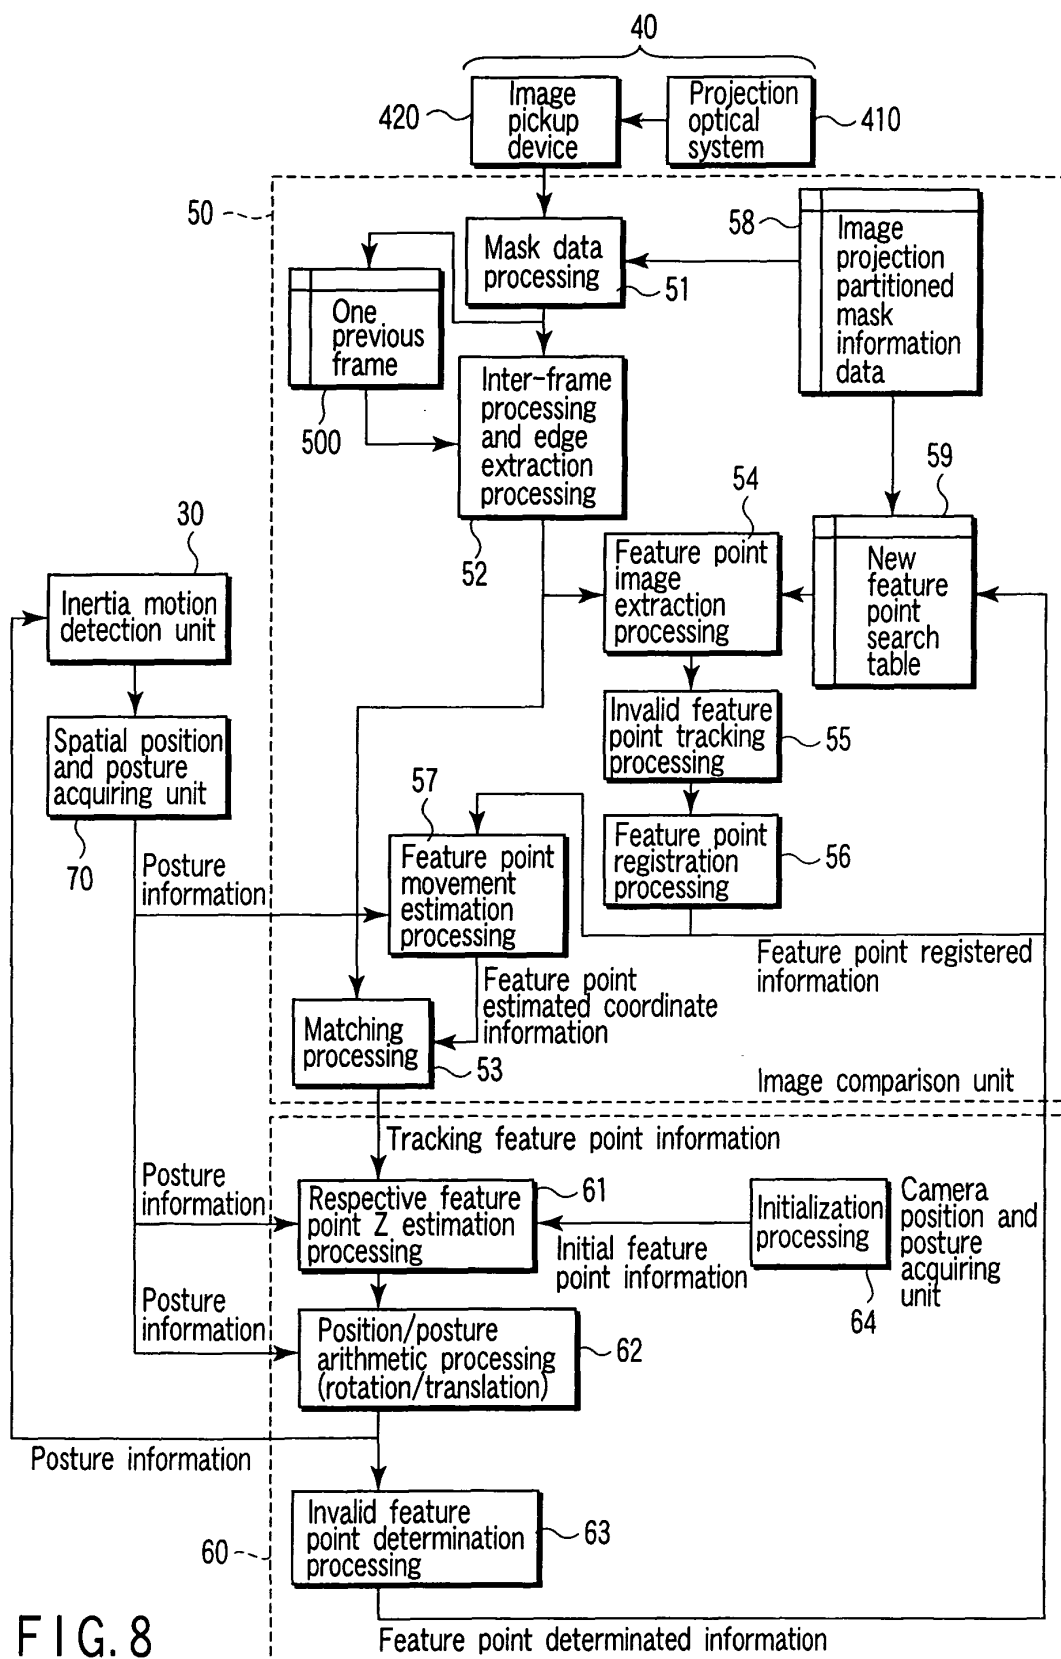 40
420
Image
pickup
device
Projection
optical
system
410
50
58
Image
projection
partitioned
mask
information
data
Mask data
processing
51
One
previous
frame
500
Inter-frame
processing
and edge
extraction
processing
52
54
59
Feature point
image
extraction
processing
New
feature
point
search
table
30
Inertia motion
detection unit
Spatial position
and posture
acquiring unit
70
Invalid feature
point tracking
processing
55
57
Feature point
registration
processing
56
Posture
information
Feature point
movement
estimation
processing
Feature point registered
information
Feature point
estimated coordinate
information
Matching
processing
53
Image comparison unit
Tracking feature point information
Posture
information
Respective feature
point Z estimation
processing
61
Initial feature
point information
Initialization
processing
64
Camera
position and
posture
acquiring
unit
Posture
information
Position/posture
arithmetic processing
(rotation/translation)
62
Posture information
Invalid feature
point determination
processing
63
60
Feature point determinated information
FIG. 8